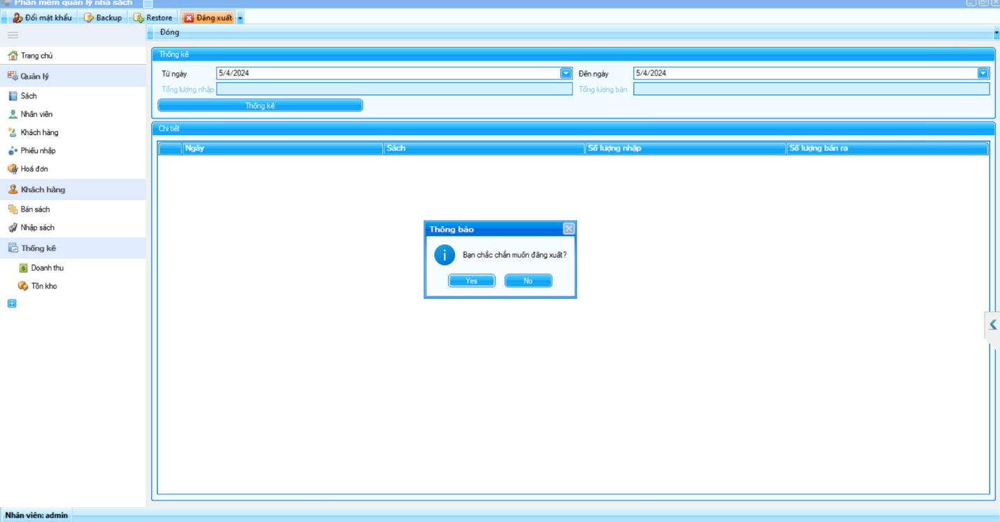 Phần mềm quản lý nhà sách
Đổi mật khẩu Backup Restore Đăng xuất
Đóng
Trang chủ
Quản lý
Sách
Nhân viên
Khách hàng
Phiếu nhập
Hoá đơn
Khách hàng
Bán sách
Nhập sách
Thống kê
Doanh thu
Tồn kho
Thống kê
Từ ngày 5/4/2024 Đến ngày 5/4/2024
Tổng lượng nhập Tổng lượng bán
Thống kê
Chi tiết
Ngày Sách Số lượng nhập Số lượng bán ra
Thông báo
Bạn chắc chắn muốn đăng xuất?
Yes No
Nhân viên: admin